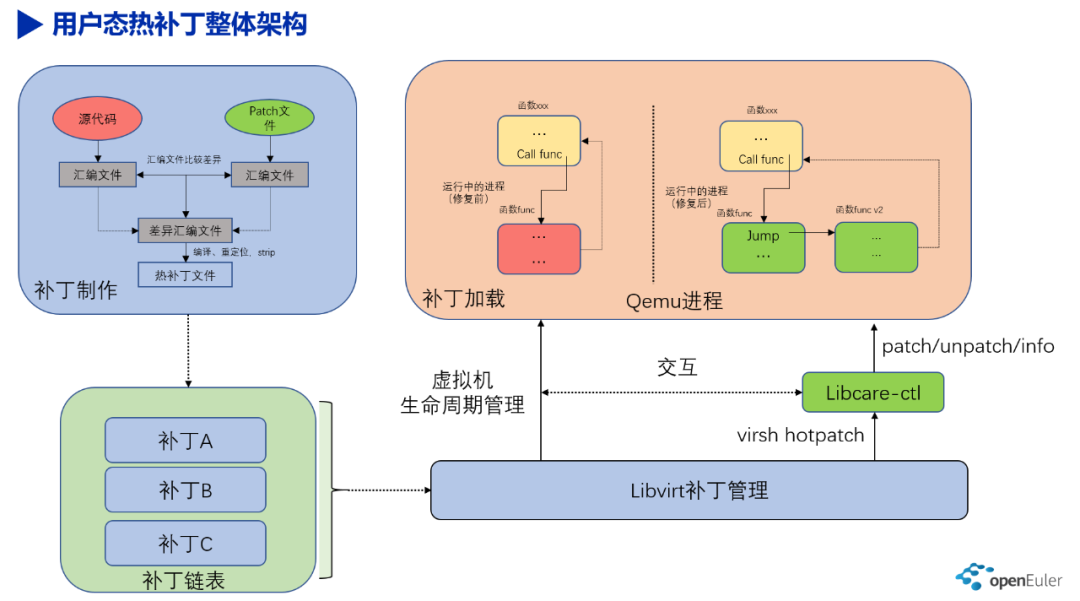 用户态热补丁整体架构
源代码
Patch文
件
汇编文件比较差异
汇编文件
汇编文件
差异汇编文件
编译、重定位，strip
热补丁文件
补丁制作
函数xxx
...
Call func
运行中的进程
（修复前）
函数func
...
...
补丁加载
函数xxx
...
Call func
运行中的进程
（修复后）
函数func
Jump
...
函数func v2
...
...
Qemu进程
虚拟机
生命周期管理
交互
patch/unpatch/info
Libcare-ctl
virsh hotpatch
Libvirt补丁管理
补丁A
补丁B
补丁C
补丁链表
openEuler